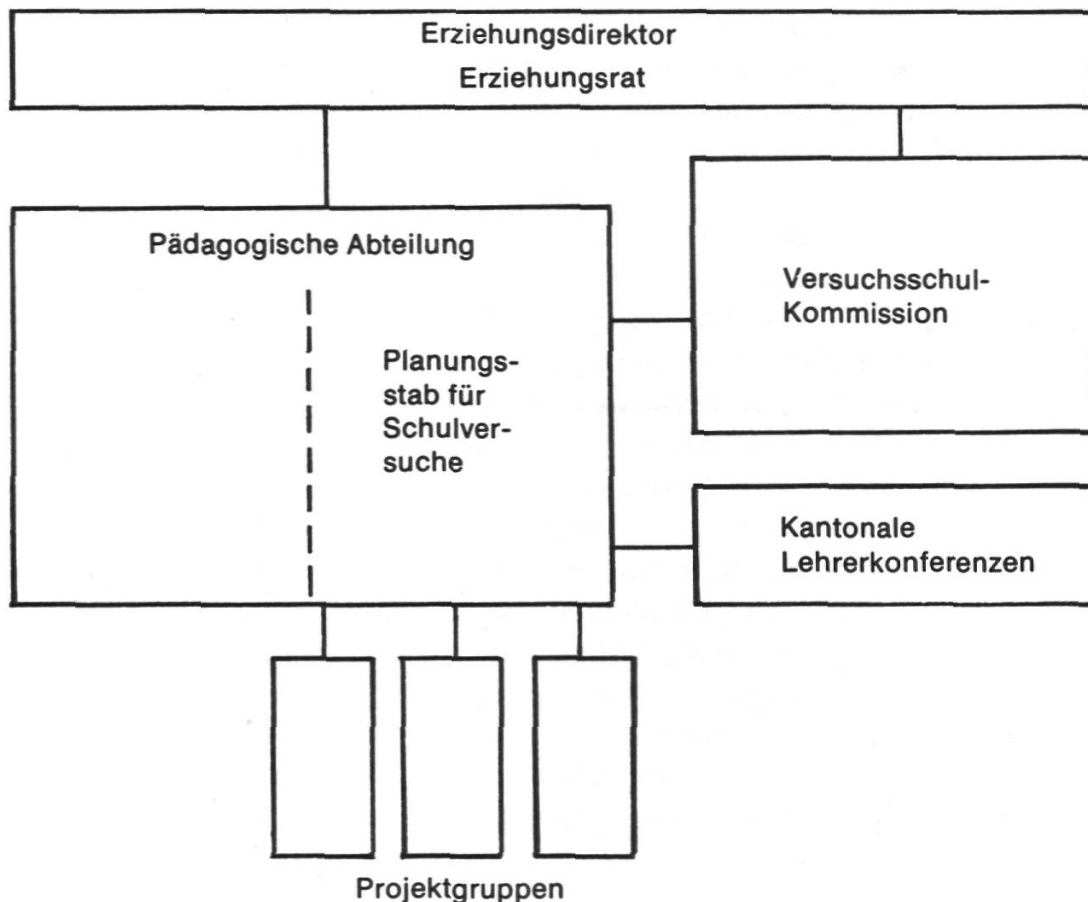 Erziehungsdirektor
Erziehungsrat
Pädagogische Abteilung
Planungs-
stab für
Schulver-
suche
Versuchsschul-
Kommission
Kantonale
Lehrerkonferenzen
Projektgruppen